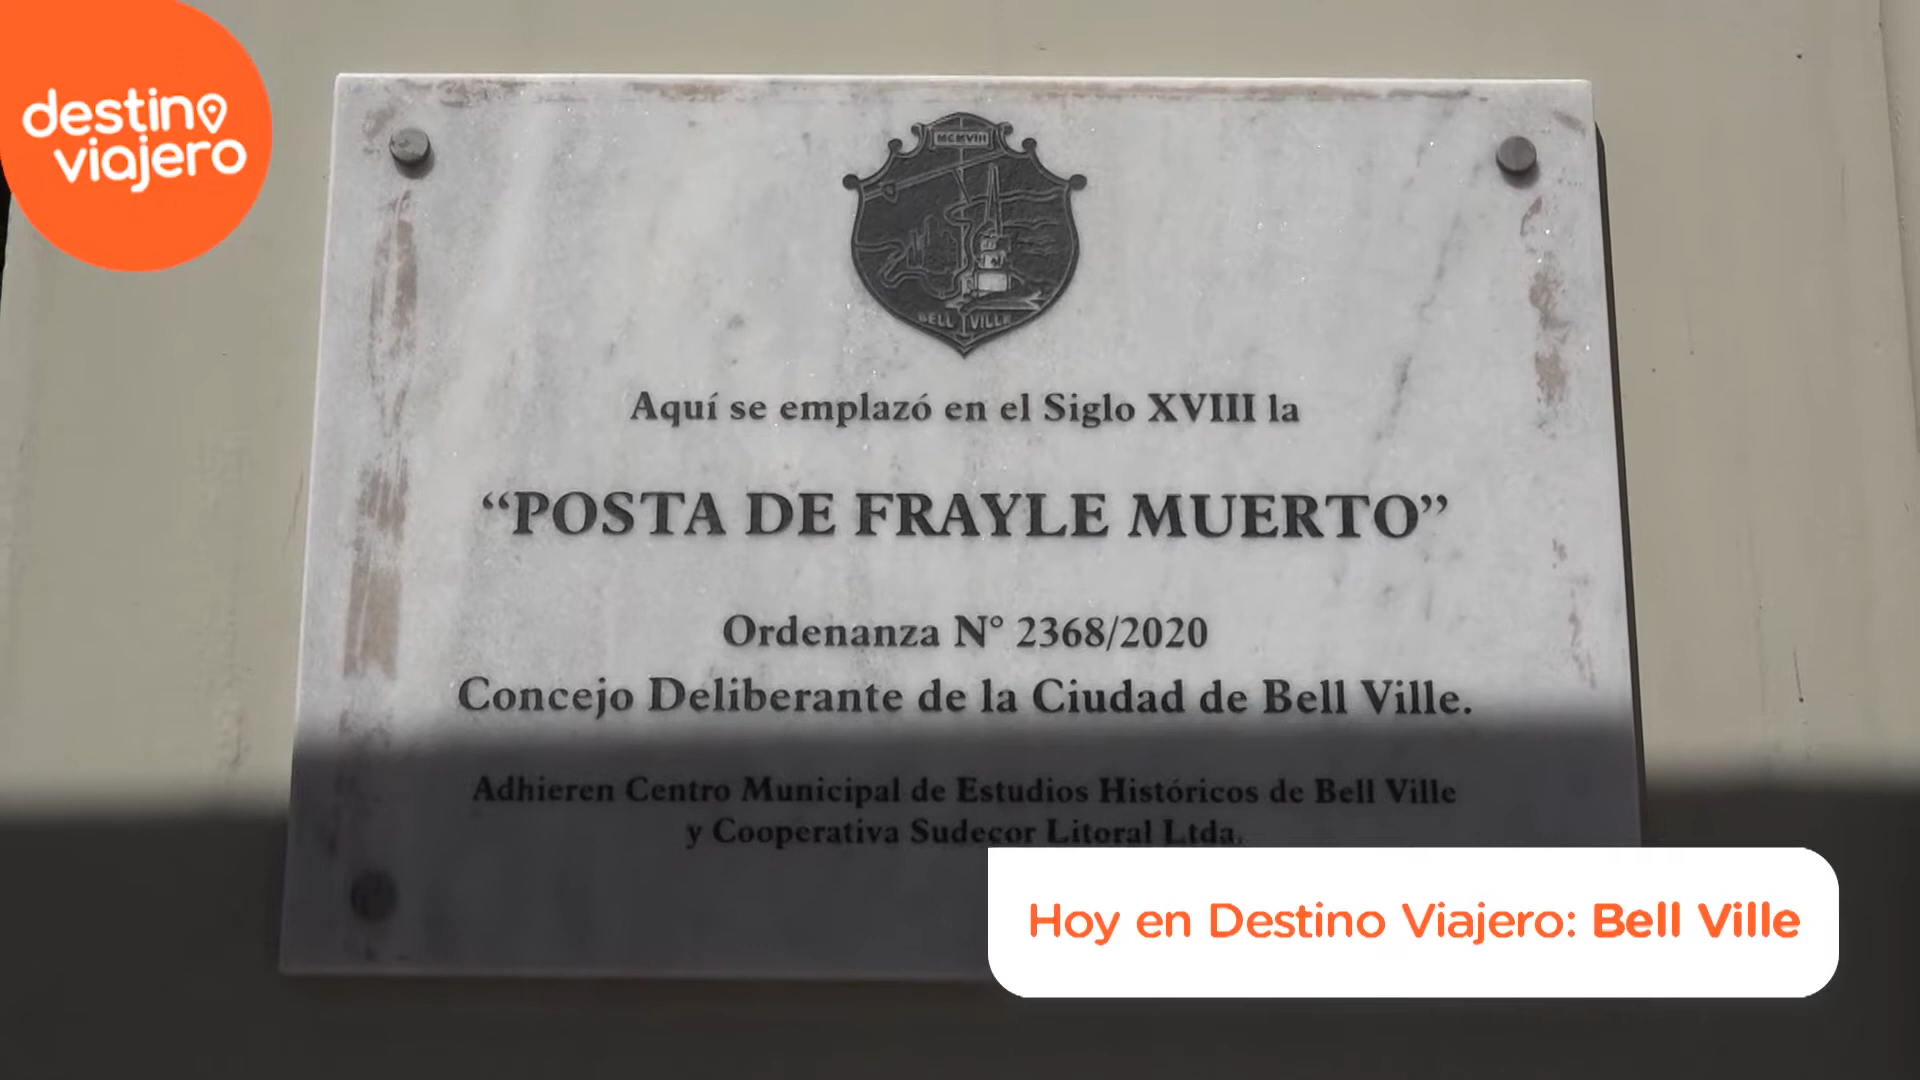 destino
viajero
MCMVIII
BELL VILLE
Aquí se emplazó en el Siglo XVIII la
“POSTA DE FRAYLE MUERTO”
Ordenanza N° 2368/2020
Concejo Deliberante de la Ciudad de Bell Ville.
Adhieren Centro Municipal de Estudios Históricos de Bell Ville
y Cooperativa Sudecor Litoral Ltda.
Hoy en Destino Viajero: Bell Ville